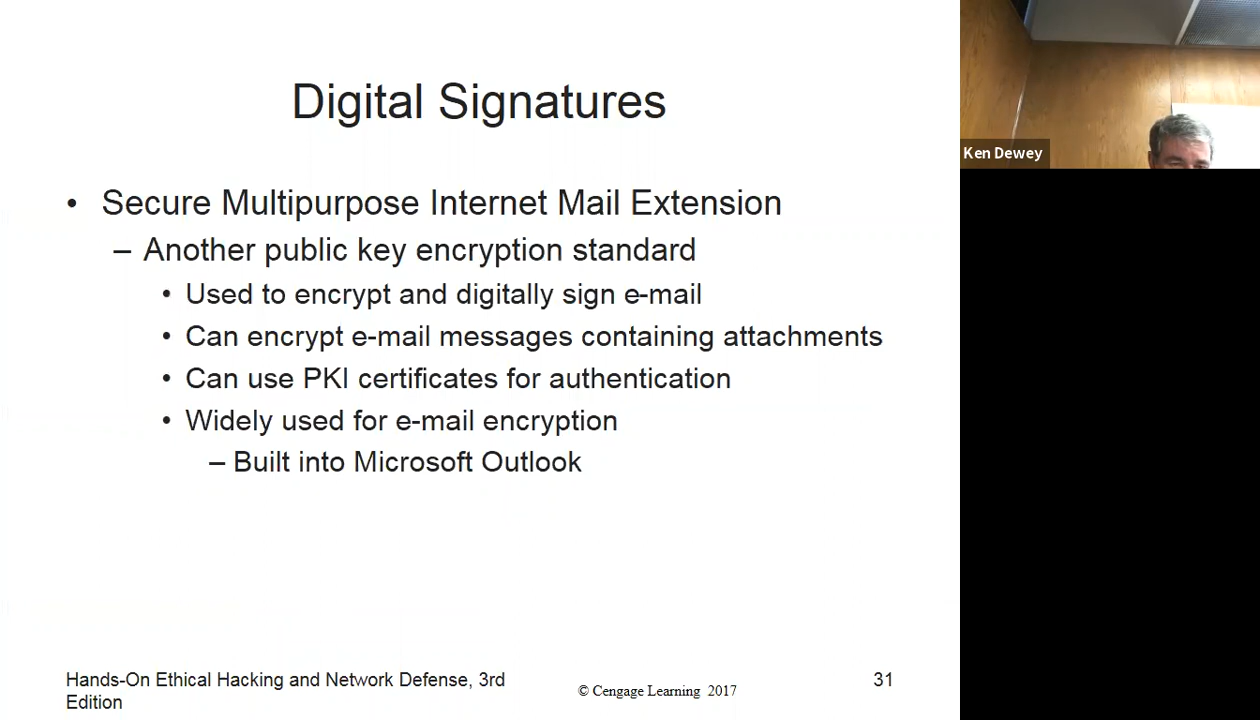 Digital Signatures
• Secure Multipurpose Internet Mail Extension
– Another public key encryption standard
• Used to encrypt and digitally sign e-mail
• Can encrypt e-mail messages containing attachments
• Can use PKI certificates for authentication
• Widely used for e-mail encryption
– Built into Microsoft Outlook
Hands-On Ethical Hacking and Network Defense, 3rd
Edition
© Cengage Learning 2017
31
Ken Dewey